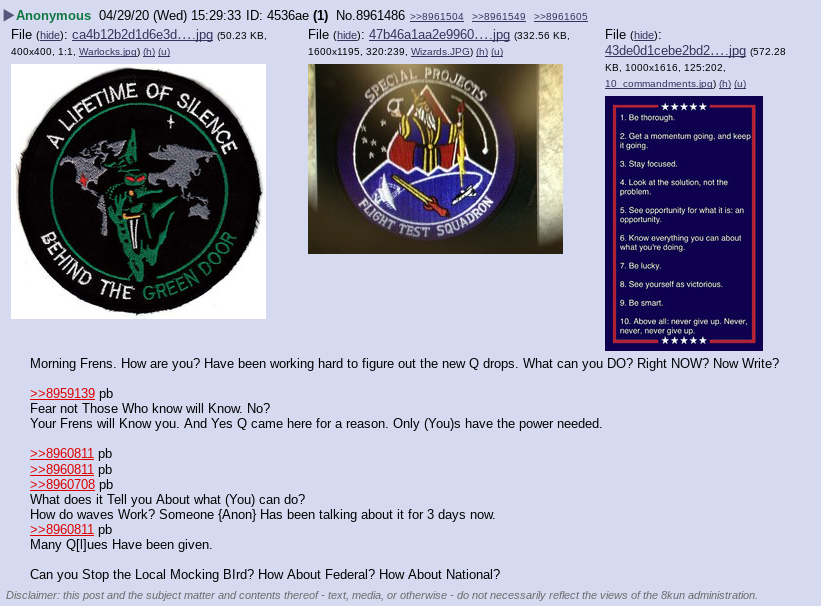 Anonymous 04/29/20 (Wed) 15:29:33 ID: 4536ae (1) No.8961486 >>8961504 >>8961549 >>8961605
File (hide): ca4b12b2d1d6e3d….jpg (50.23 KB,
400x400, 1:1, Warlocks.jpg) (h) (u)
File (hide): 47b46a1aa2e9960….jpg (332.56 KB,
1600x1195, 320:239, Wizards.JPG) (h) (u)
File (hide):
43de0d1cebe2bd2….jpg (572.28
KB, 1000x1616, 125:202,
10_commandments.jpg) (h) (u)
A LIFETIME OF SILENCE
BEHIND THE GREEN DOOR
SPECIAL PROJECTS
FLIGHT TEST SQUADRON
1. Be thorough.
2. Get a momentum going, and keep
it going.
3. Stay focused.
4. Look at the solution, not the
problem.
5. See opportunity for what it is: an
opportunity.
6. Know everything you can about
what you're doing.
7. Be lucky.
8. See yourself as victorious.
9. Be smart.
10. Above all: never give up. Never,
never, never give up.
Morning Frens. How are you? Have been working hard to figure out the new Q drops. What can you DO? Right NOW? Now Write?
>>8959139 pb
Fear not Those Who know will Know. No?
Your Frens will Know you. And Yes Q came here for a reason. Only (You)s have the power needed.
>>8960811 pb
>>8960811 pb
>>8960708 pb
What does it Tell you About what (You) can do?
How do waves Work? Someone {Anon} Has been talking about it for 3 days now.
>>8960811 pb
Many Q[l]ues Have been given.
Can you Stop the Local Mocking BIrd? How About Federal? How About National?
Disclaimer: this post and the subject matter and contents thereof - text, media, or otherwise - do not necessarily reflect the views of the 8kun administration.